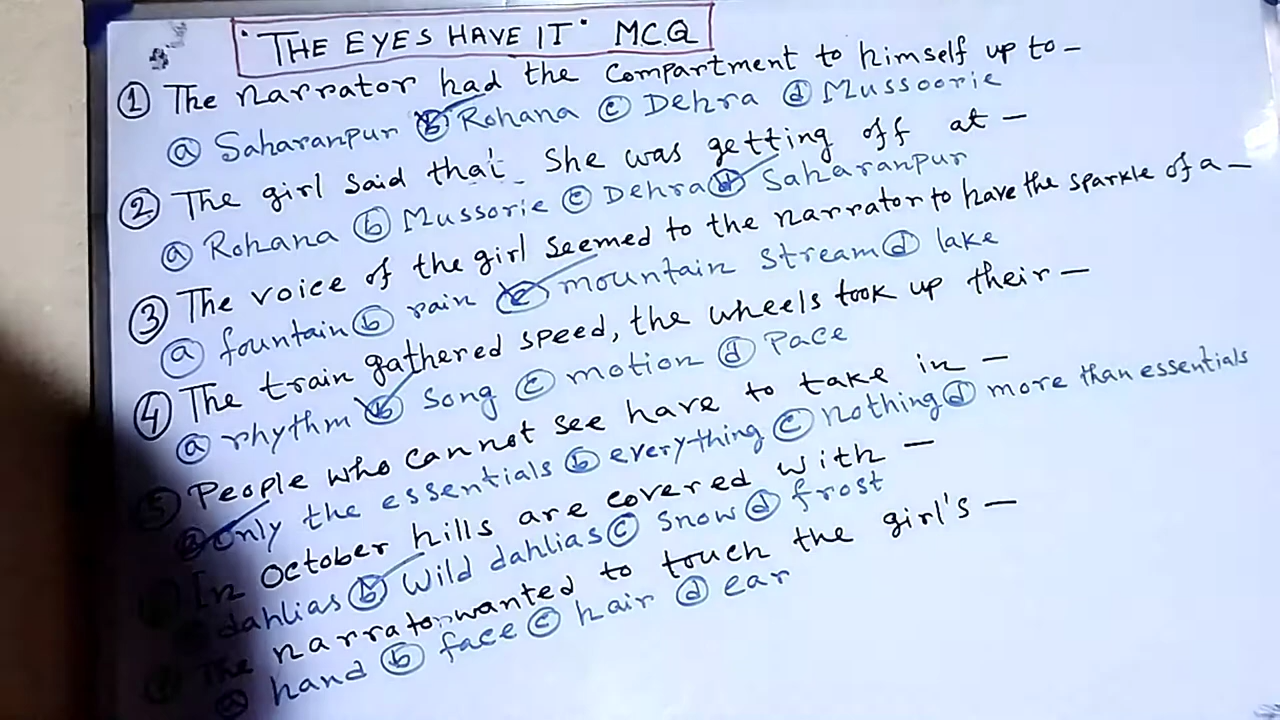 "THE EYES HAVE IT" M.C.Q
① The narrator had the compartment to himself up to –
ⓐ Saharanpur ⓑ Rohana ⓒ Dehra ⓓ Mussoorie
② The girl said that she was getting off at –
ⓐ Rohana ⓑ Mussorie ⓒ Dehra ⓓ Saharanpur
③ The voice of the girl seemed to the narrator to have the sparkle of a –
ⓐ fountain ⓑ rain ⓒ mountain stream ⓓ lake
④ The train gathered speed, the wheels took up their –
ⓐ rhythm ⓑ song ⓒ motion ⓓ Pace
⑤ People who cannot see have to take in –
ⓐ only the essentials ⓑ everything ⓒ nothing ⓓ more than essentials
In October hills are covered with –
dahlias ⓑ Wild dahlias ⓒ snow ⓓ frost
The narrator wanted to touch the girl's –
ⓐ hand ⓑ face ⓒ hair ⓓ ear